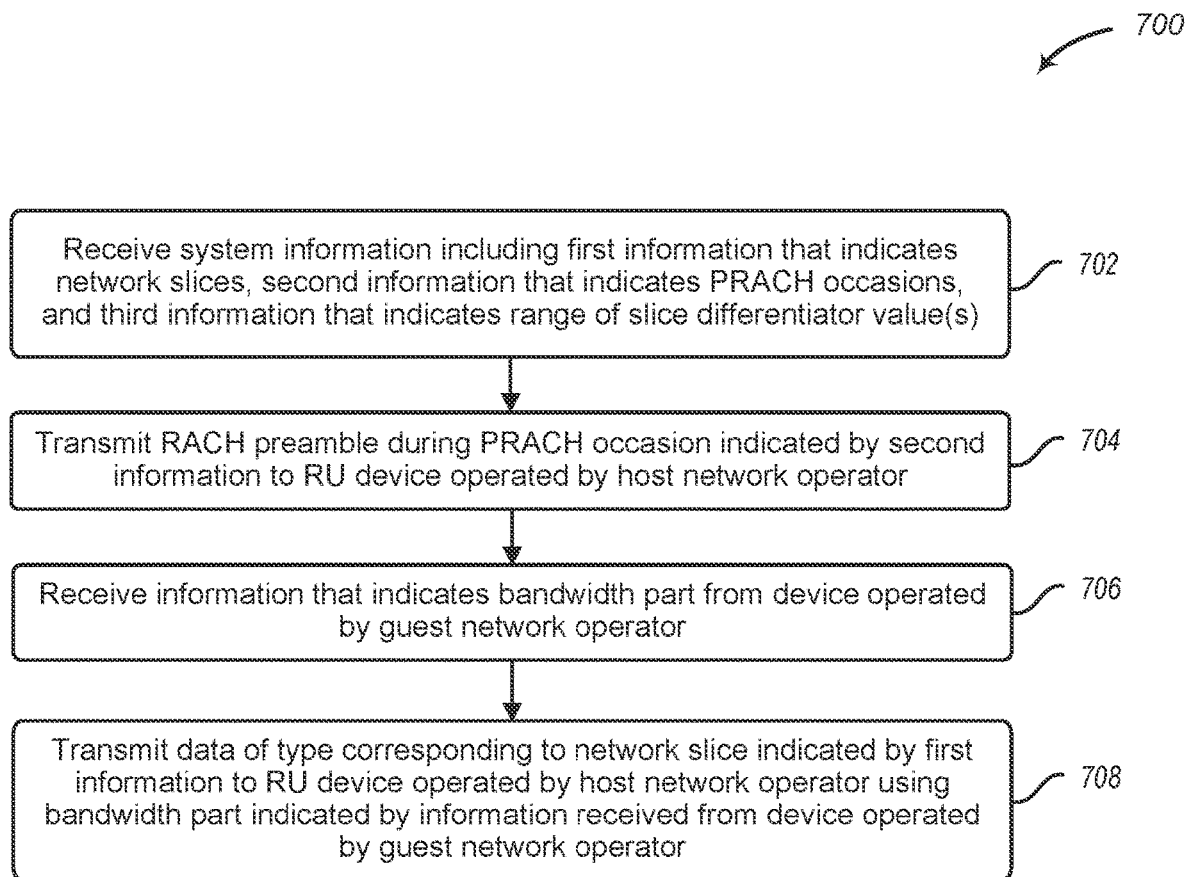 700
Receive system information including first information that indicates
network slices, second information that indicates PRACH occasions,
and third information that indicates range of slice differentiator value(s)
702
Transmit RACH preamble during PRACH occasion indicated by second
information to RU device operated by host network operator
704
Receive information that indicates bandwidth part from device operated
by guest network operator
706
Transmit data of type corresponding to network slice indicated by first
information to RU device operated by host network operator using
bandwidth part indicated by information received from device operated
by guest network operator
708